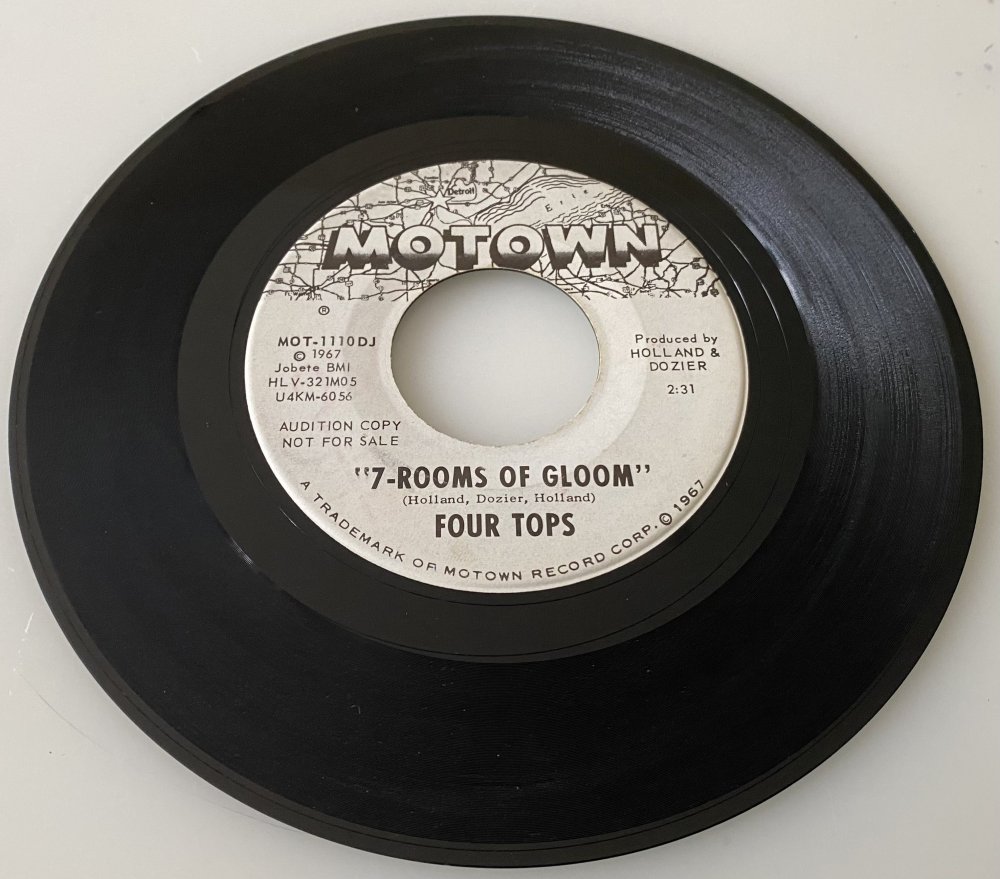 Detroit
Erie
MOTOWN
®
MOT-1110DJ
© 1967
Jobete BMI
HLV-321M05
U4KM-6056
AUDITION COPY
NOT FOR SALE
Produced by
HOLLAND &
DOZIER
2:31
"7-ROOMS OF GLOOM"
(Holland, Dozier, Holland)
FOUR TOPS
A TRADEMARK OF MOTOWN RECORD CORP. © 1967